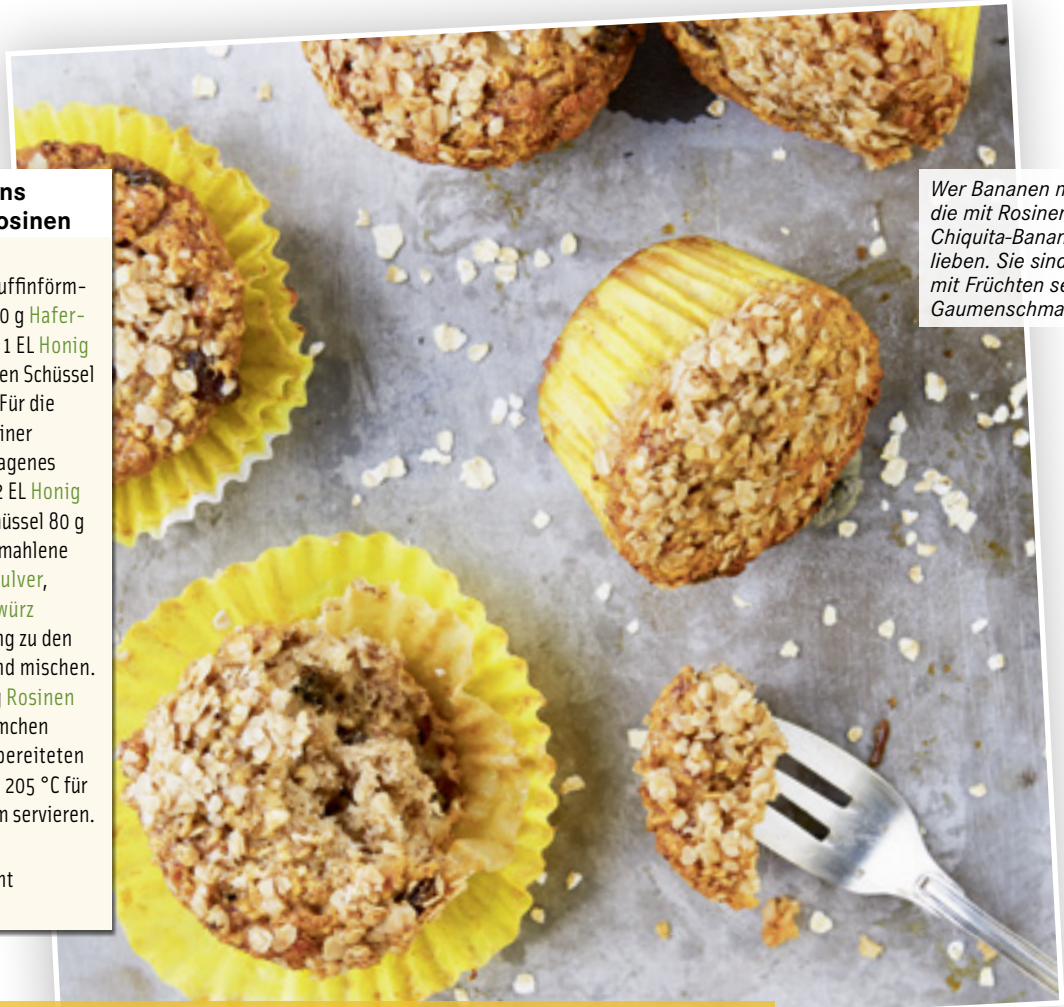 ns
osinen
uffinförm-
0 g Hafer-
1 EL Honig
en Schüssel
Für die
iner
agenes
2 EL Honig
üssel 80 g
mahlene
ulver,
würz
ng zu den
nd mischen.
g Rosinen
mchen
bereiteten
205 °C für
m servieren.
nt
Wer Bananen n
die mit Rosinen
Chiquita-Banan
lieben. Sie sind
mit Früchten se
Gaumenschma